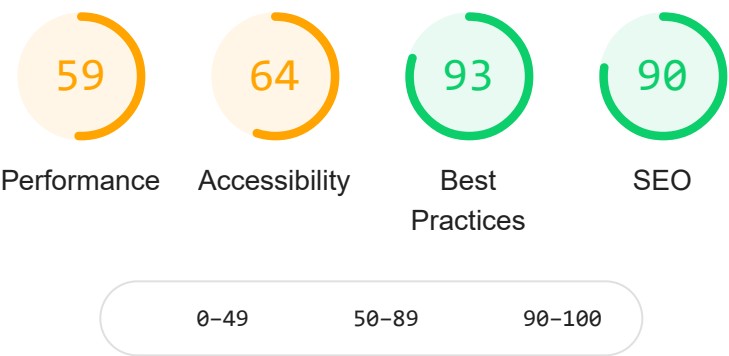 59 64 93 90
Performance Accessibility Best Practices SEO
0–49 50–89 90–100